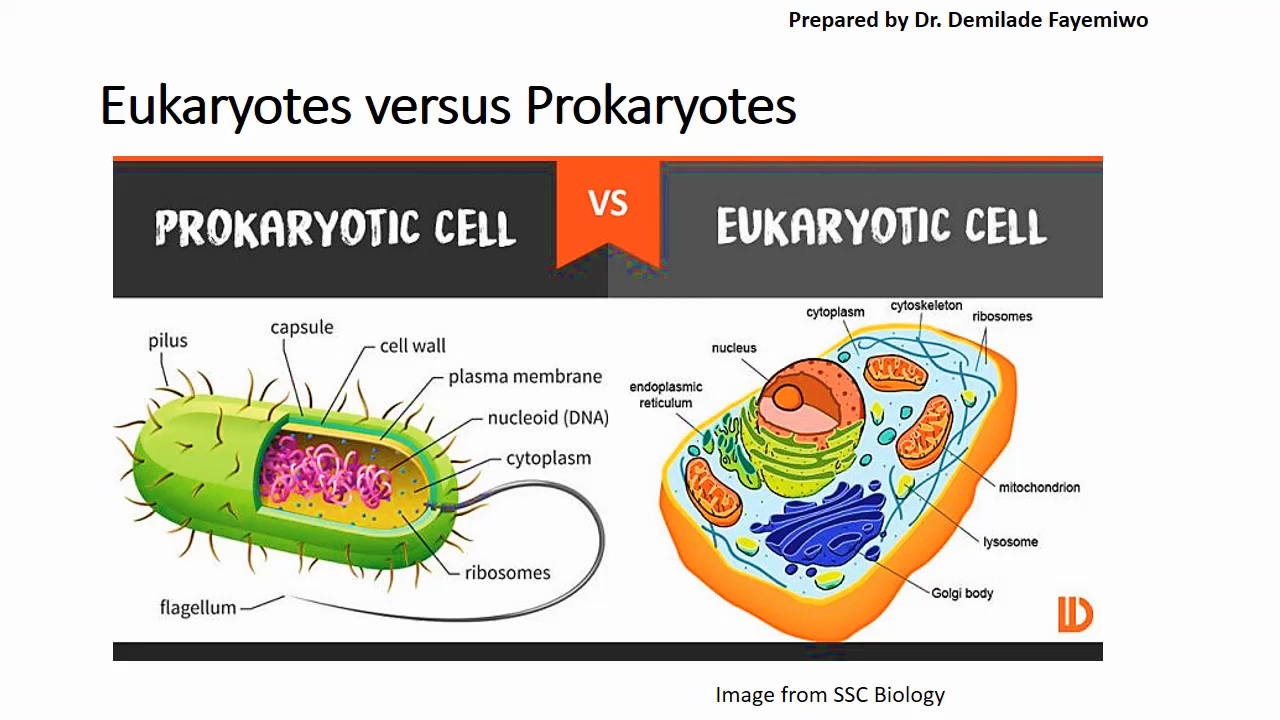 Prepared by Dr. Demilade Fayemiwo
Eukaryotes versus Prokaryotes
PROKARYOTIC CELL
VS
EUKARYOTIC CELL
pilus
capsule
cell wall
plasma membrane
nucleoid (DNA)
cytoplasm
ribosomes
flagellum
cytoplasm
cytoskeleton
ribosomes
nucleus
endoplasmic
reticulum
mitochondrion
lysosome
Golgi body
Image from SSC Biology